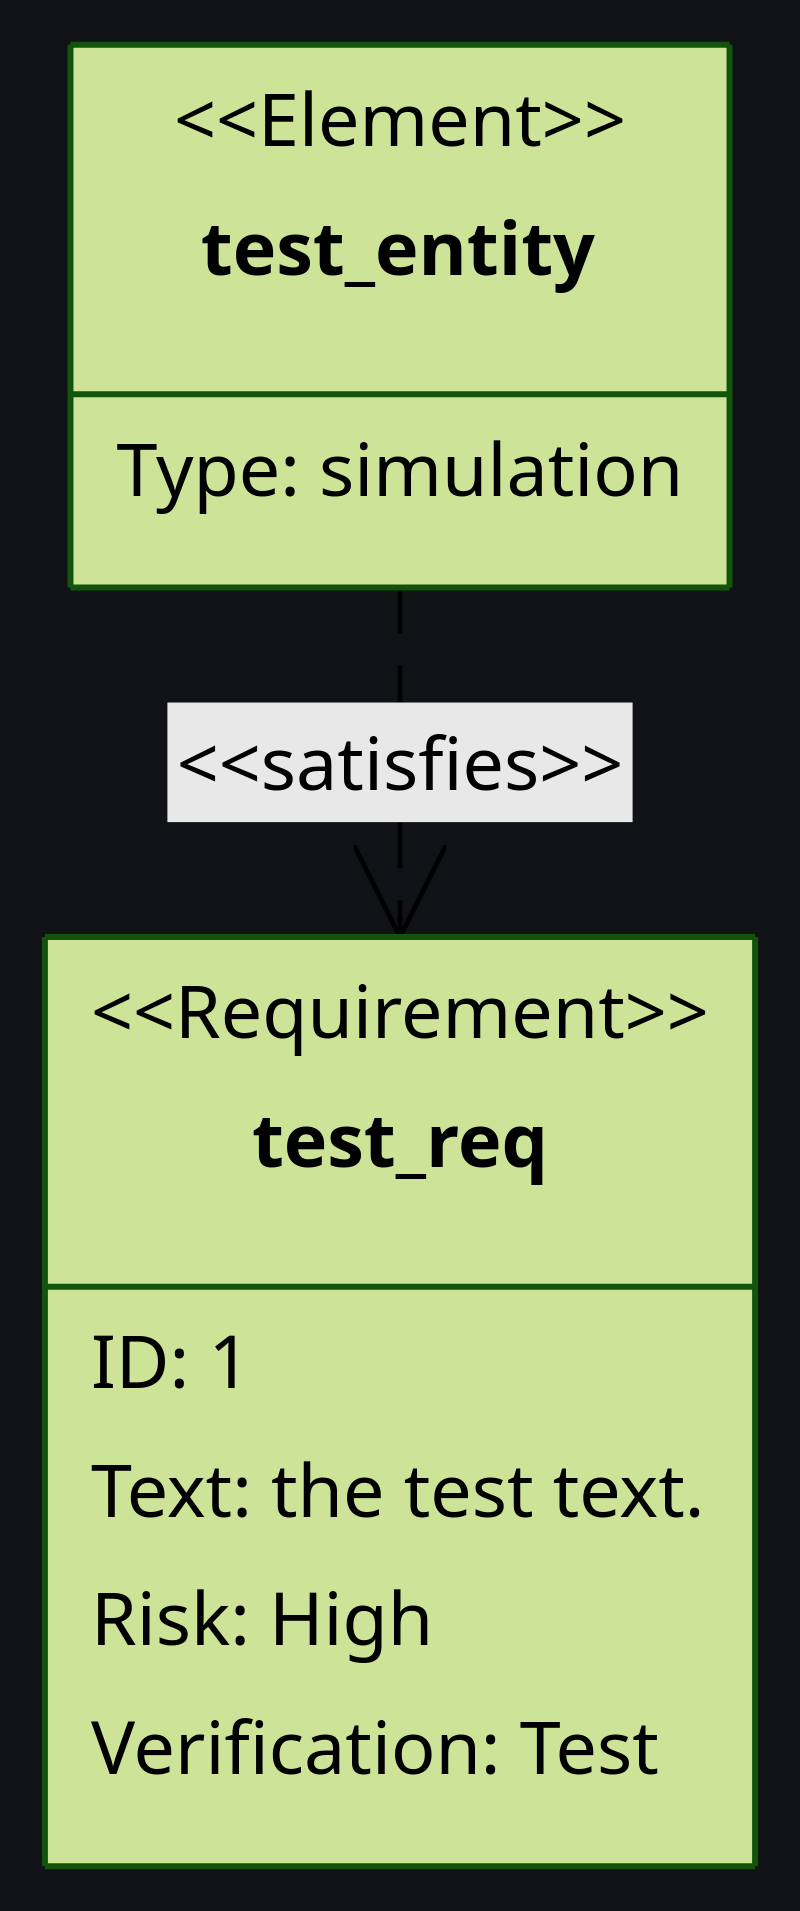 <<Element>>
test_entity
Type: simulation
<<satisfies>>
<<Requirement>>
test_req
ID: 1
Text: the test text.
Risk: High
Verification: Test